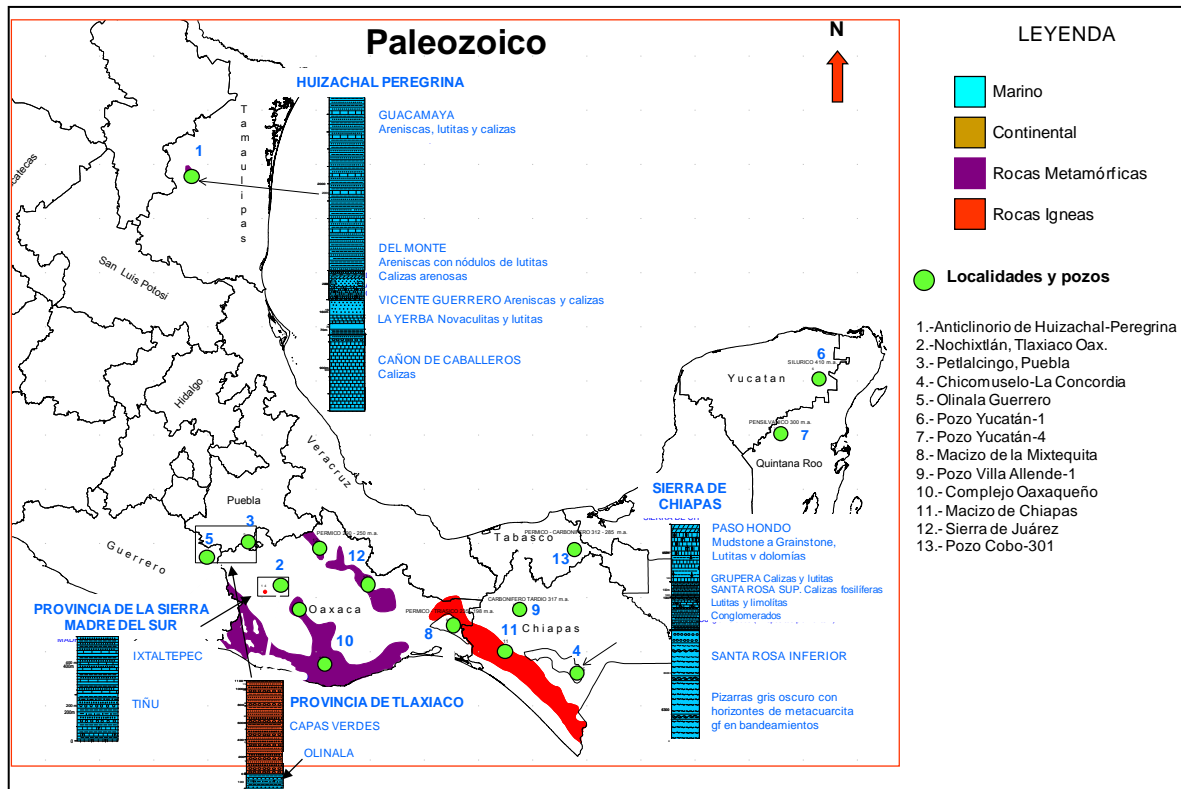 Paleozoico
N
HUIZACHAL PEREGRINA
GUACAMAYA
Areniscas, lutitas y calizas
DEL MONTE
Areniscas con nódulos de lutitas
Calizas arenosas
VICENTE GUERRERO Areniscas y calizas
LA YERBA Novaculitas y lutitas
CAÑON DE CABALLEROS
Calizas
1
Tamaulipas
San Luis Potosí
Hidalgo
Veracruz
Puebla
Guerrero
Oaxaca
Tabasco
Chiapas
Yucatan
Quintana Roo
6
SILURICO 410 m.a.
PENSILVANICO 300 m.a.
7
3
5
2
12
10
8
11
9
CARBONIFERO TARDIO 317 m.a.
13
PERMICO - CARBONIFERO 312 - 285 m.a.
4
PROVINCIA DE LA SIERRA
MADRE DEL SUR
IXTALTEPEC
TIÑU
PROVINCIA DE TLAXIACO
CAPAS VERDES
OLINALA
SIERRA DE
CHIAPAS
PASO HONDO
Mudstone a Grainstone,
Lutitas y dolomías
GRUPERA Calizas y lutitas
SANTA ROSA SUP. Calizas fosilíferas
Lutitas y limolitas
Conglomerados
SANTA ROSA INFERIOR
Pizarras gris oscuro con
horizontes de metacuarcita
gf en bandeamientos
LEYENDA
Marino
Continental
Rocas Metamórficas
Rocas Igneas
Localidades y pozos
1.-Anticlinorio de Huizachal-Peregrina
2.-Nochixtlán, Tlaxiaco Oax.
3.-Petlalcingo, Puebla
4.-Chicomuselo-La Concordia
5.-Olinala Guerrero
6.-Pozo Yucatán-1
7.-Pozo Yucatán-4
8.-Macizo de la Mixtequita
9.-Pozo Villa Allende-1
10.-Complejo Oaxaqueño
11.-Macizo de Chiapas
12.-Sierra de Juárez
13.-Pozo Cobo-301